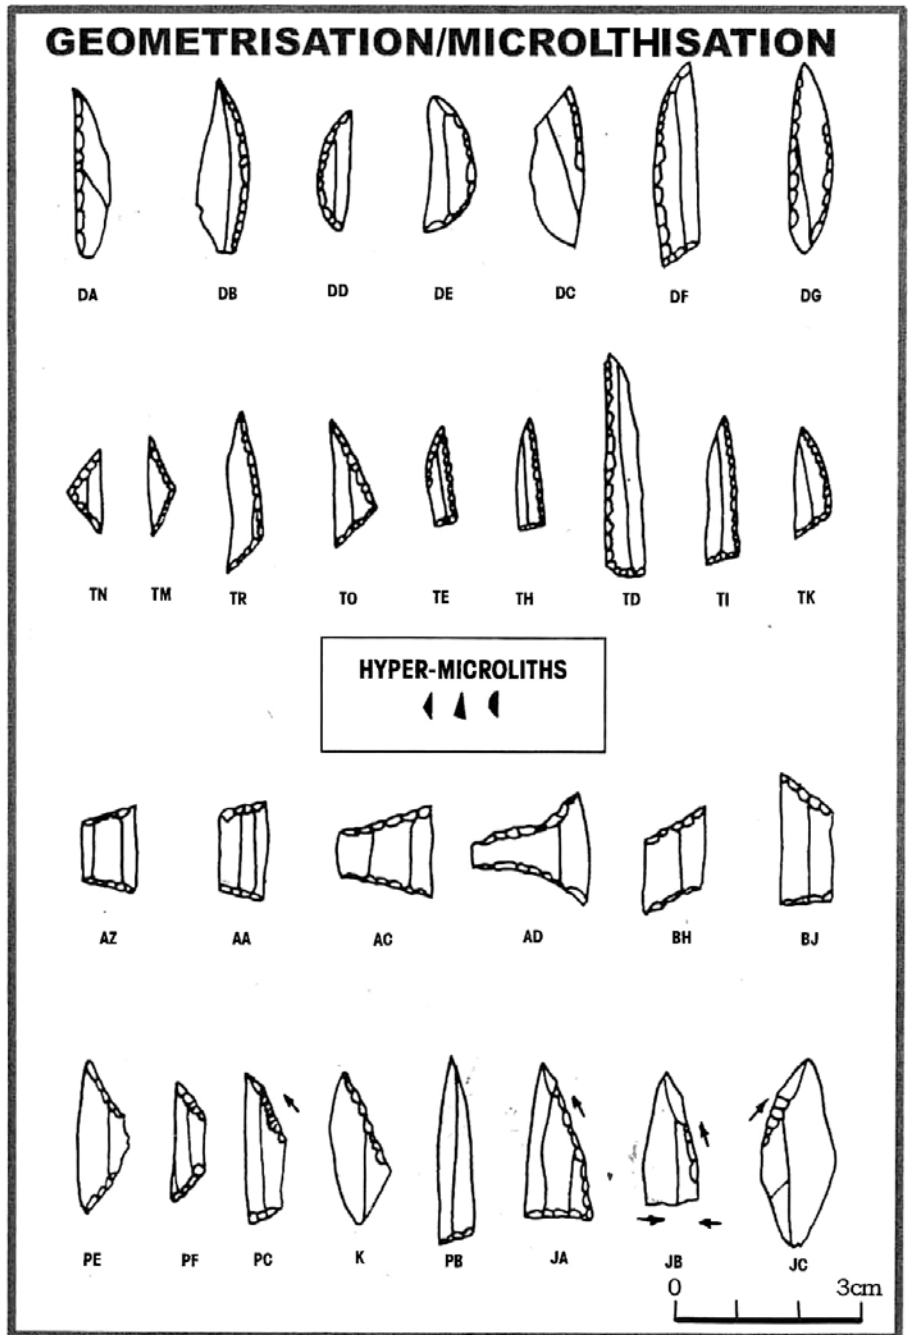 GEOMETRISATION/MICROLTHISATION
DA DB DD DE DC DF DG
TN TM TR TO TE TH TD TI TK
HYPER-MICROLITHS
AZ AA AC AD BH BJ
PE PF PC K PB JA JB JC
0 3cm